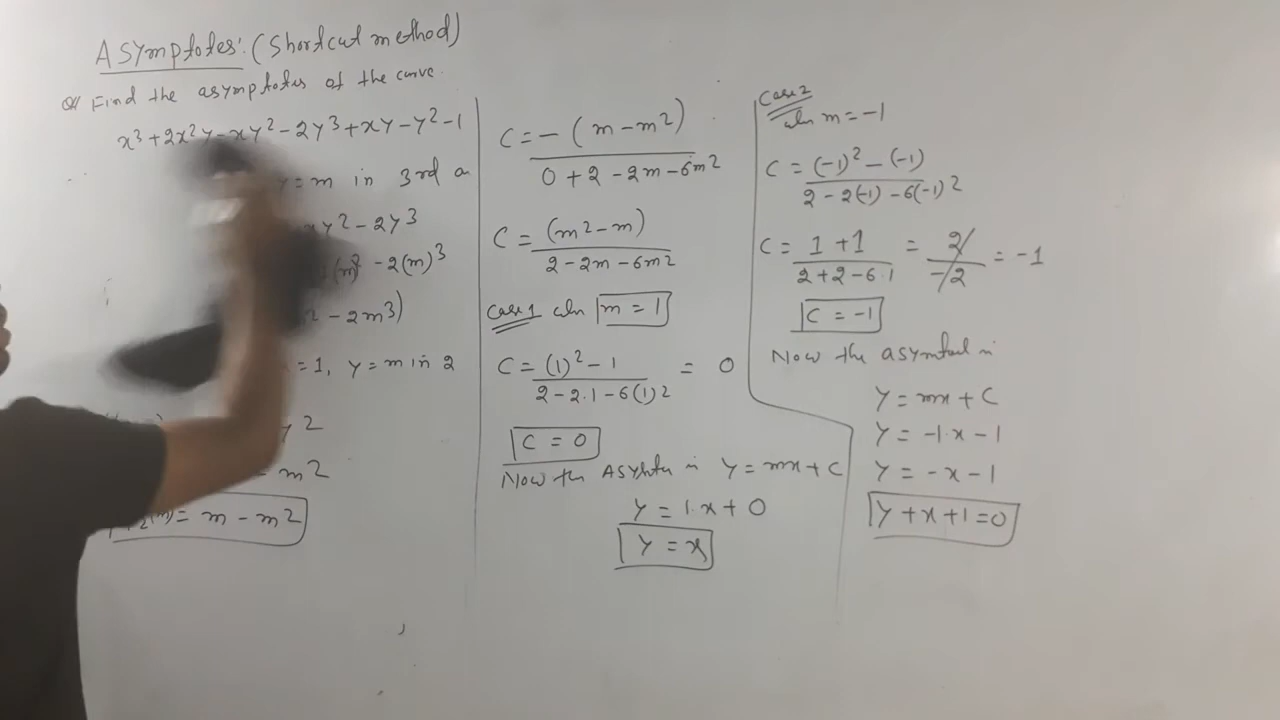 Asymptotes: (Shortcut method)
Q// Find the asymptotes of the curve.
x³ + 2x²y - xy² - 2y³ + xy - y² - 1
y = m in 3rd
xy² - 2y³
(m)² - 2(m)³
² - 2m³)
= 1, y = m in 2
y²
m²
(m) = m - m²
C = - (m - m²) / 0 + 2 - 2m - 6m²
C = (m² - m) / 2 - 2m - 6m²
Case 1 when m = 1
C = (1)² - 1 / 2 - 2.1 - 6(1)² = 0
C = 0
Now the y = mx + C
y = 1.x + 0
y = x
Case 2
when m = -1
C = (-1)² - (-1) / 2 - 2(-1) - 6(-1)²
C = 1 + 1 / 2 + 2 - 6.1 = 2 / -2 = -1
C = -1
Now the
y = mx + C
y = -1.x - 1
y = -x - 1
y + x + 1 = 0